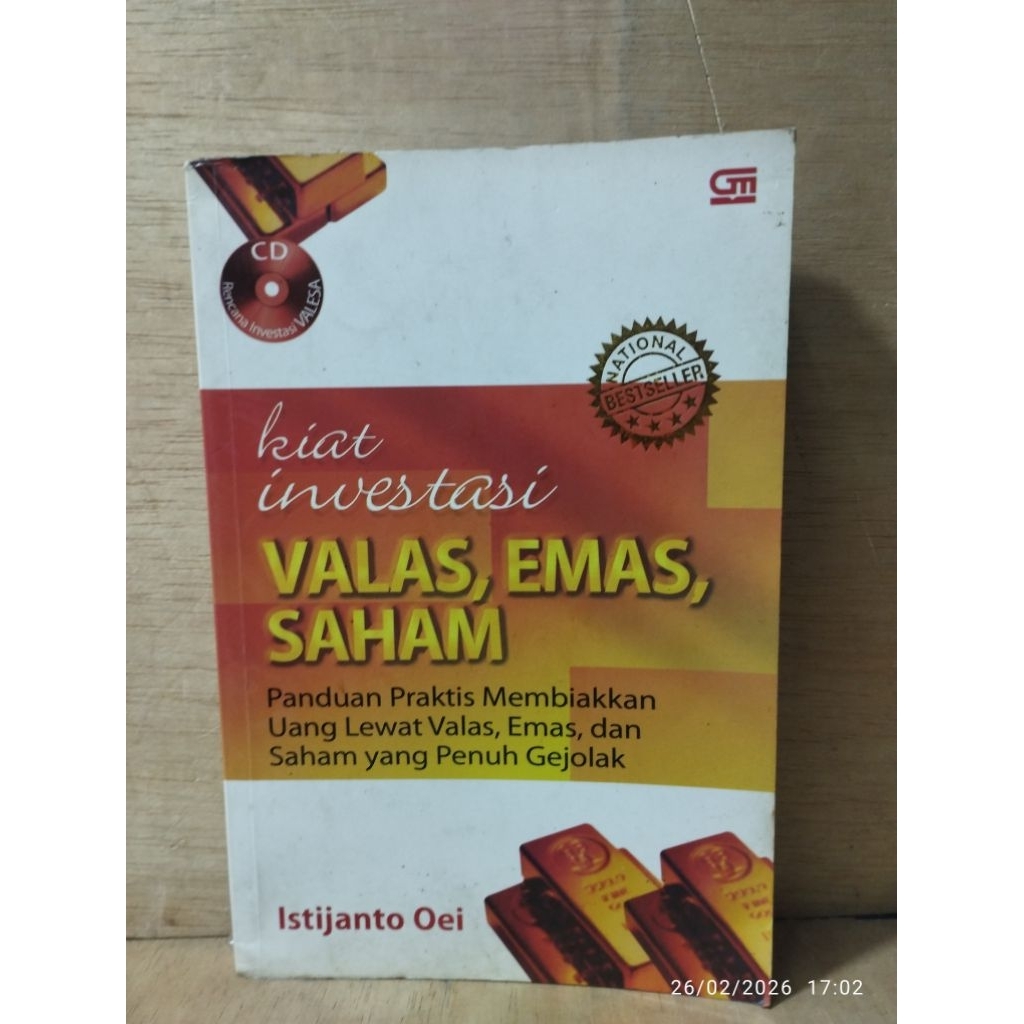 GM
CD
Rencana Investasi VALESA
NATIONAL
BESTSELLER
kiat
investasi
VALAS, EMAS,
SAHAM
Panduan Praktis Membiakkan
Uang Lewat Valas, Emas, dan
Saham yang Penuh Gejolak
Istijanto Oei
26/02/2026 17:02